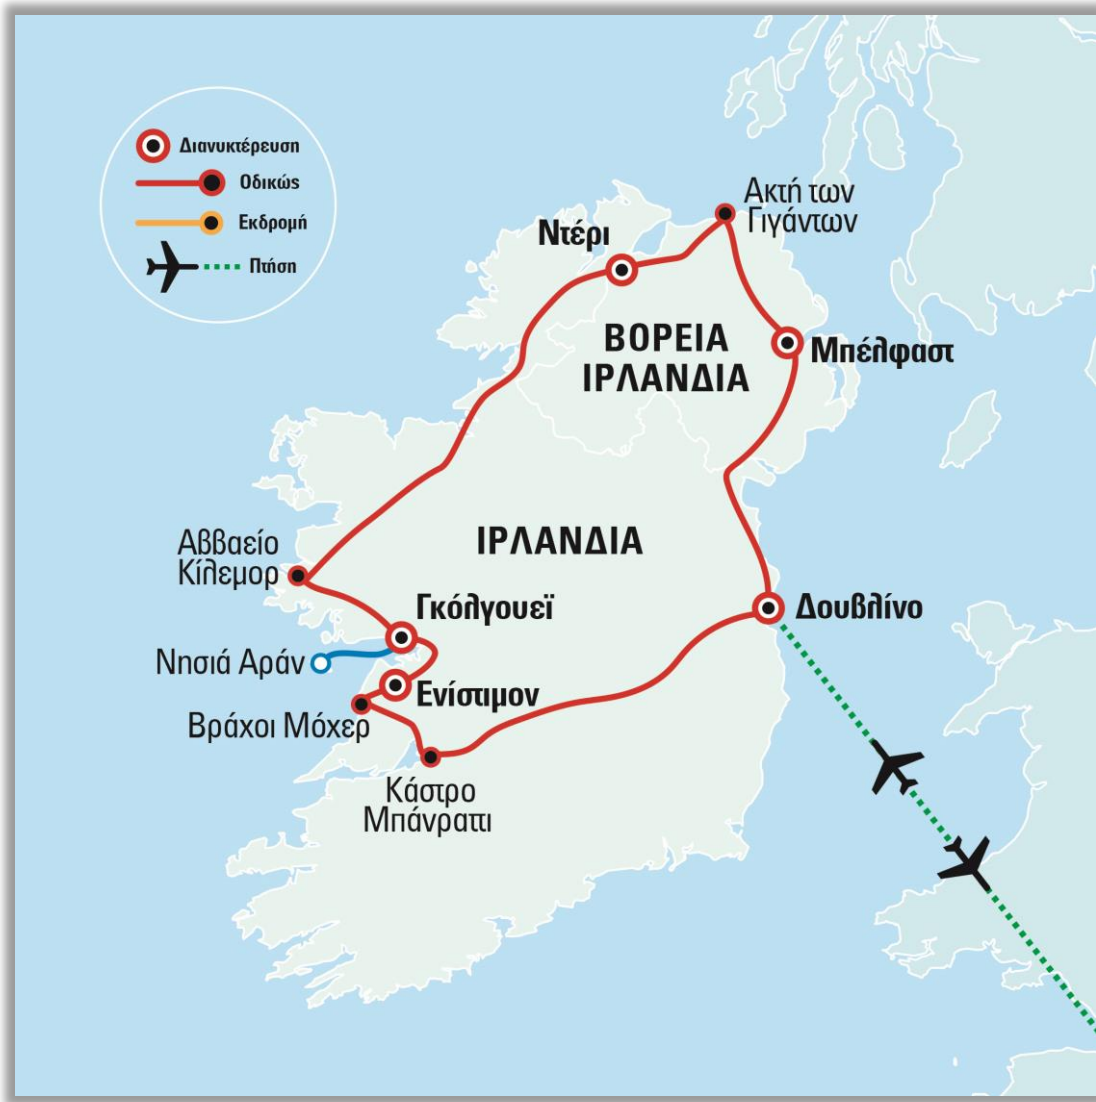 Διανυκτέρευση
Οδικώς
Εκδρομή
Πτήση
Ακτή των
Γιγάντων
Ντέρι
ΒΟΡΕΙΑ
ΙΡΛΑΝΔΙΑ
Μπέλφαστ
ΙΡΛΑΝΔΙΑ
Αββαείο
Κίλεμορ
Γκόλγουεϊ
Δουβλίνο
Νησιά Αράν
Ενίστιμον
Βράχοι Μόχερ
Κάστρο
Μπάνραττι